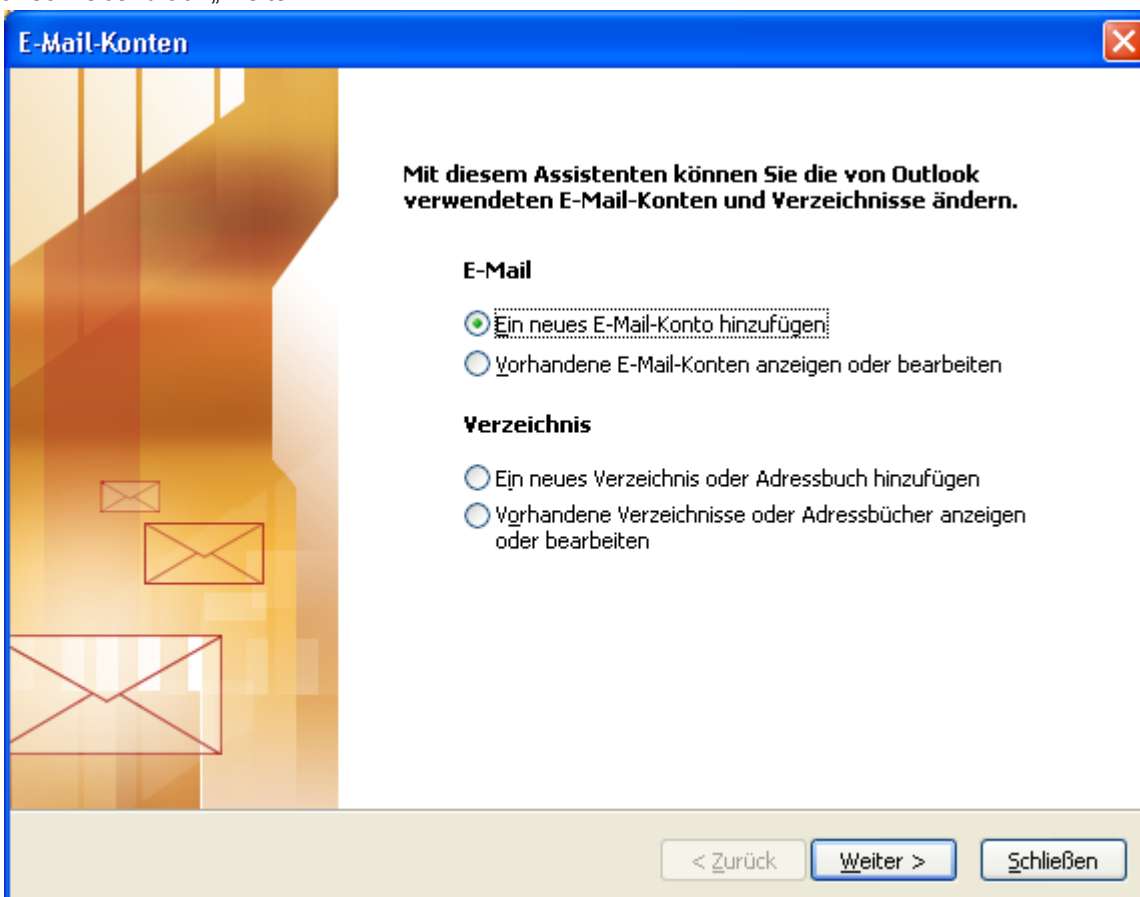 E-Mail-Konten
Mit diesem Assistenten können Sie die von Outlook
verwendeten E-Mail-Konten und Verzeichnisse ändern.
E-Mail
Ein neues E-Mail-Konto hinzufügen
Vorhandene E-Mail-Konten anzeigen oder bearbeiten
Verzeichnis
Ein neues Verzeichnis oder Adressbuch hinzufügen
Vorhandene Verzeichnisse oder Adressbücher anzeigen
oder bearbeiten
< Zurück
Weiter >
Schließen